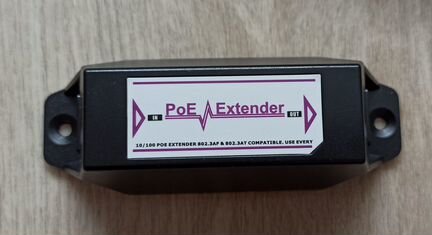 PoE Extender
IN OUT
10/100 POE EXTENDER 802.3AF & 802.3AT COMPATIBLE. USE EVERY